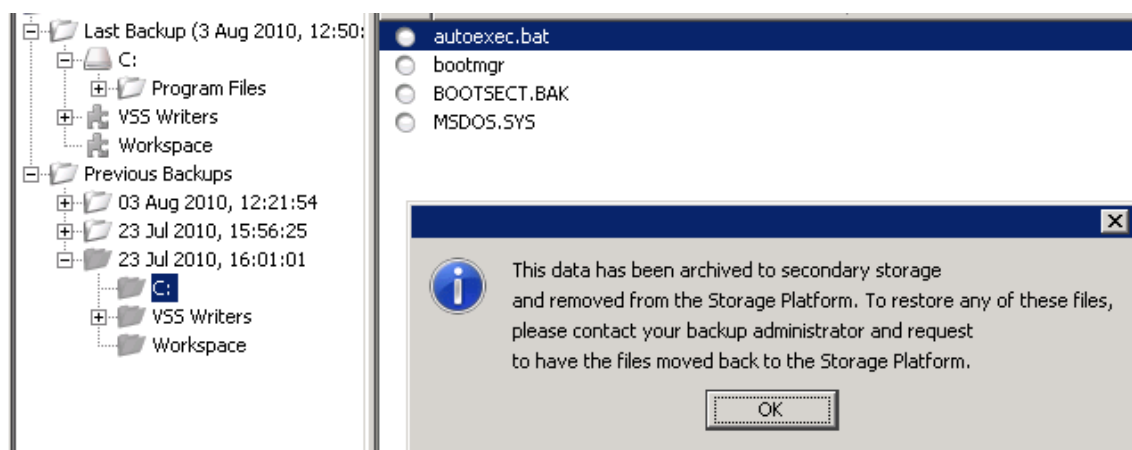 Last Backup (3 Aug 2010, 12:50:
C:
Program Files
VSS Writers
Workspace
Previous Backups
03 Aug 2010, 12:21:54
23 Jul 2010, 15:56:25
23 Jul 2010, 16:01:01
C:
VSS Writers
Workspace
autoexec.bat
bootmgr
BOOTSECT.BAK
MSDOS.SYS
This data has been archived to secondary storage
and removed from the Storage Platform. To restore any of these files,
please contact your backup administrator and request
to have the files moved back to the Storage Platform.
OK